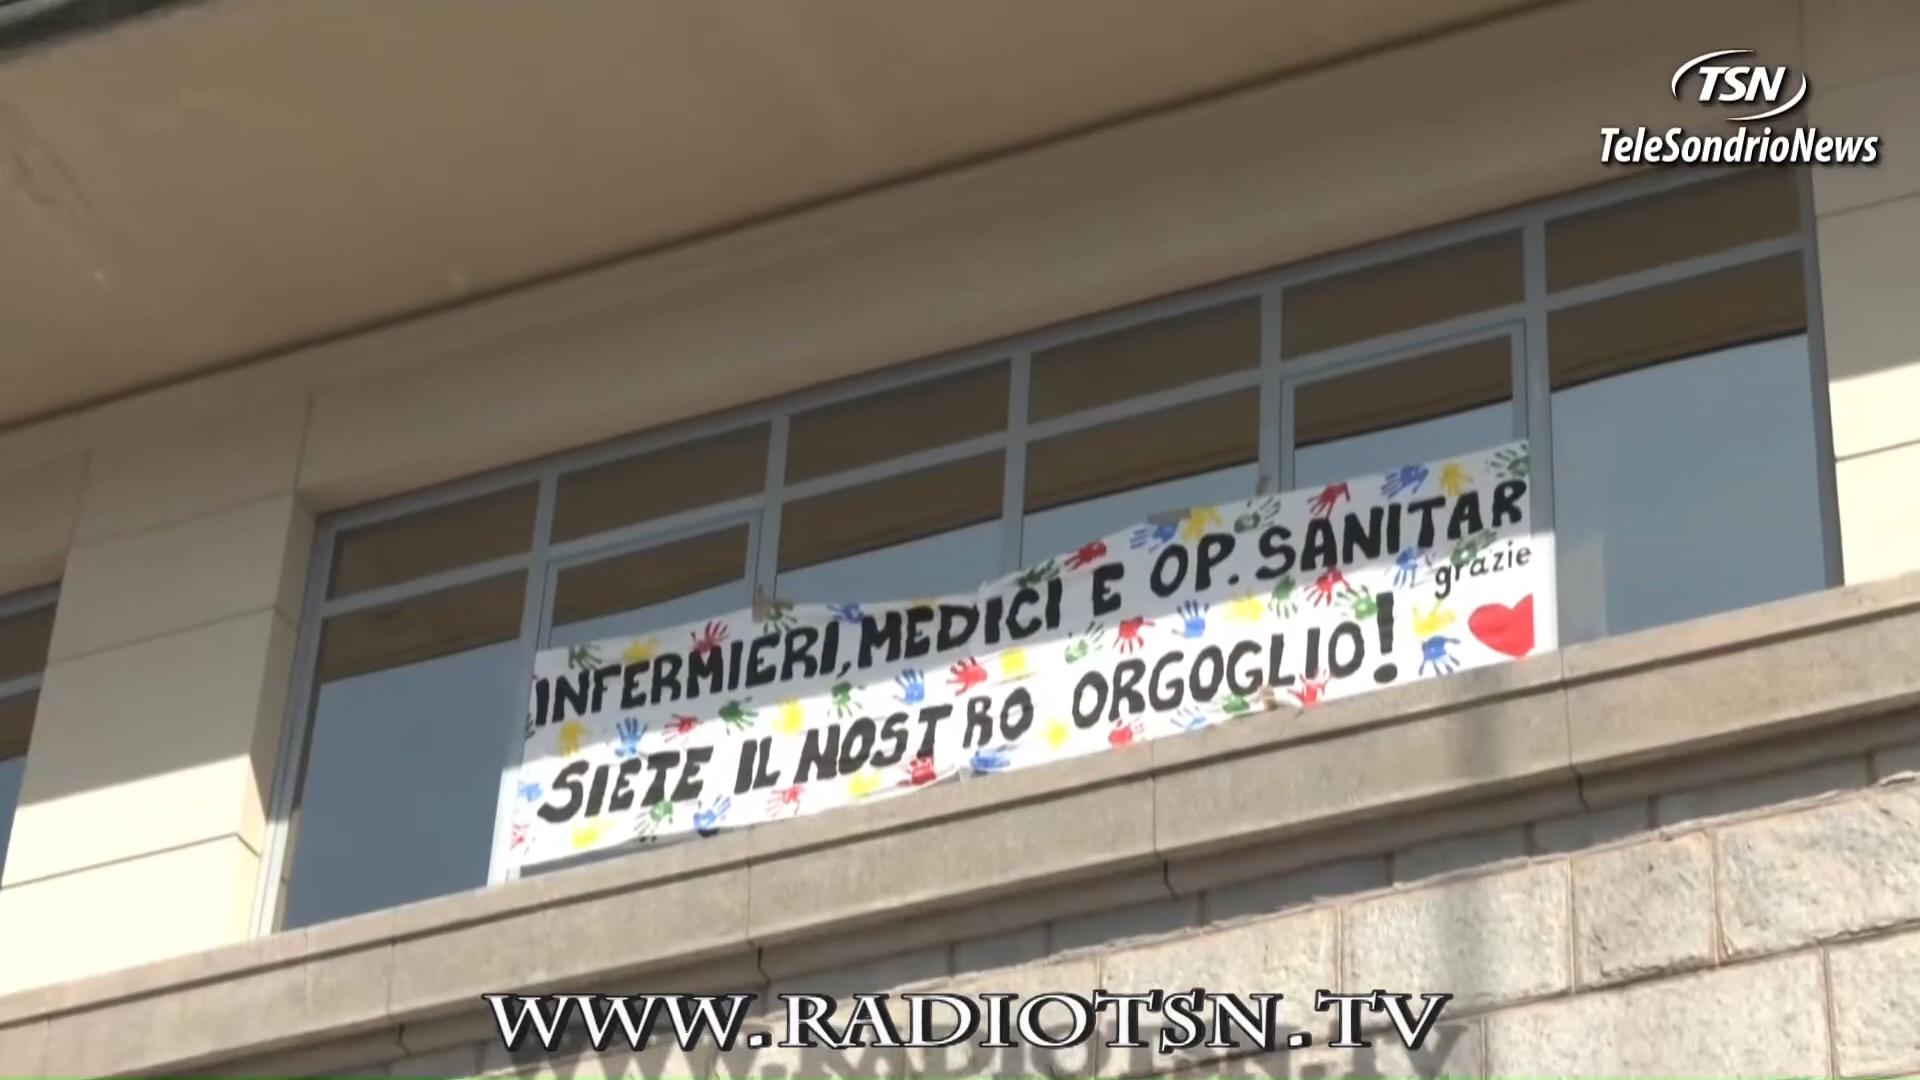 TSN
TeleSondrioNews
INFERMIERI, MEDICI E OP. SANITAR
grazie
SIETE IL NOSTRO ORGOGLIO!
WWW.RADIOTSN.TV